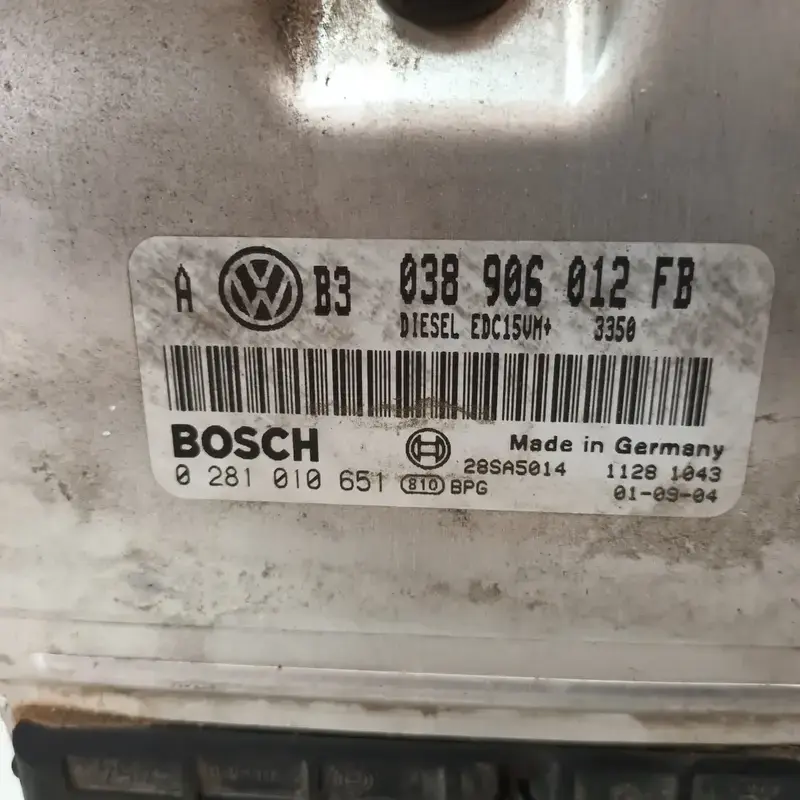 A VW B3 038 906 012 FB
DIESEL EDC15VM+ 3350
BOSCH
Made in Germany
0 281 010 651 810 BPG 28SA5014 1128 1043
01-09-04